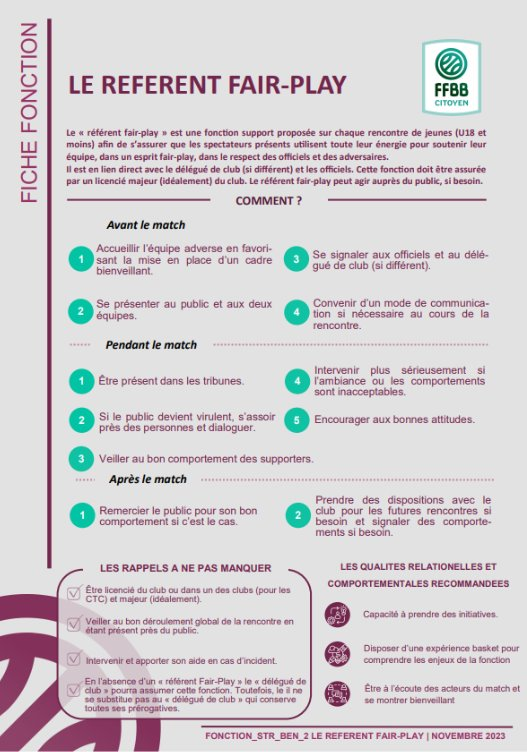 FICHE FONCTION
LE REFERENT FAIR-PLAY
FFBB
CITOYEN
Le « référent fair-play » est une fonction support proposée sur chaque rencontre de jeunes (U18 et
moins) afin de s'assurer que les spectateurs présents utilisent toute leur énergie pour soutenir leur
équipe, dans un esprit fair-play, dans le respect des officiels et des adversaires.
Il est en lien direct avec le délégué de club (si différent) et les officiels. Cette fonction doit être assurée
par un licencié majeur (idéalement) du club. Le référent fair-play peut agir auprès du public, si besoin.
COMMENT ?
Avant le match
1 Accueillir l'équipe adverse en favori-
sant la mise en place d'un cadre
bienveillant.
2 Se présenter au public et aux deux
équipes.
3 Se signaler aux officiels et au délé-
gué de club (si différent).
4 Convenir d'un mode de communica-
tion si nécessaire au cours de la
rencontre.
Pendant le match
1 Être présent dans les tribunes.
2 Si le public devient virulent, s'assoir
près des personnes et dialoguer.
3 Veiller au bon comportement des supporters.
4 Intervenir plus sérieusement si
l'ambiance ou les comportements
sont inacceptables.
5 Encourager aux bonnes attitudes.
Après le match
1 Remercier le public pour son bon
comportement si c'est le cas.
2 Prendre des dispositions avec le
club pour les futures rencontres si
besoin et signaler des comporte-
ments si besoin.
LES RAPPELS A NE PAS MANQUER
Être licencié du club ou dans un des clubs (pour les
CTC) et majeur (idéalement).
Veiller au bon déroulement global de la rencontre en
étant présent près du public.
Intervenir et apporter son aide en cas d'incident.
En l'absence d'un « référent Fair-Play » le « délégué de
club » pourra assumer cette fonction. Toutefois, le il ne
se substitue pas au « délégué de club » qui conserve
toutes ses prérogatives.
LES QUALITES RELATIONELLES ET
COMPORTEMENTALES RECOMMANDEES
Capacité à prendre des initiatives.
Disposer d'une expérience basket pour
comprendre les enjeux de la fonction
Être à l'écoute des acteurs du match et
se montrer bienveillant
FONCTION_STR_BEN_2 LE REFERENT FAIR-PLAY | NOVEMBRE 2023